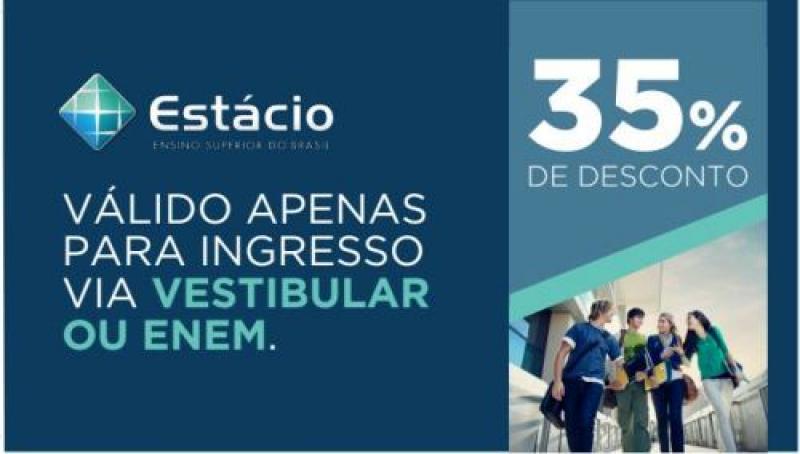 Estácio
ENSINO SUPERIOR DO BRASIL
VÁLIDO APENAS
PARA INGRESSO
VIA VESTIBULAR
OU ENEM.
35%
DE DESCONTO